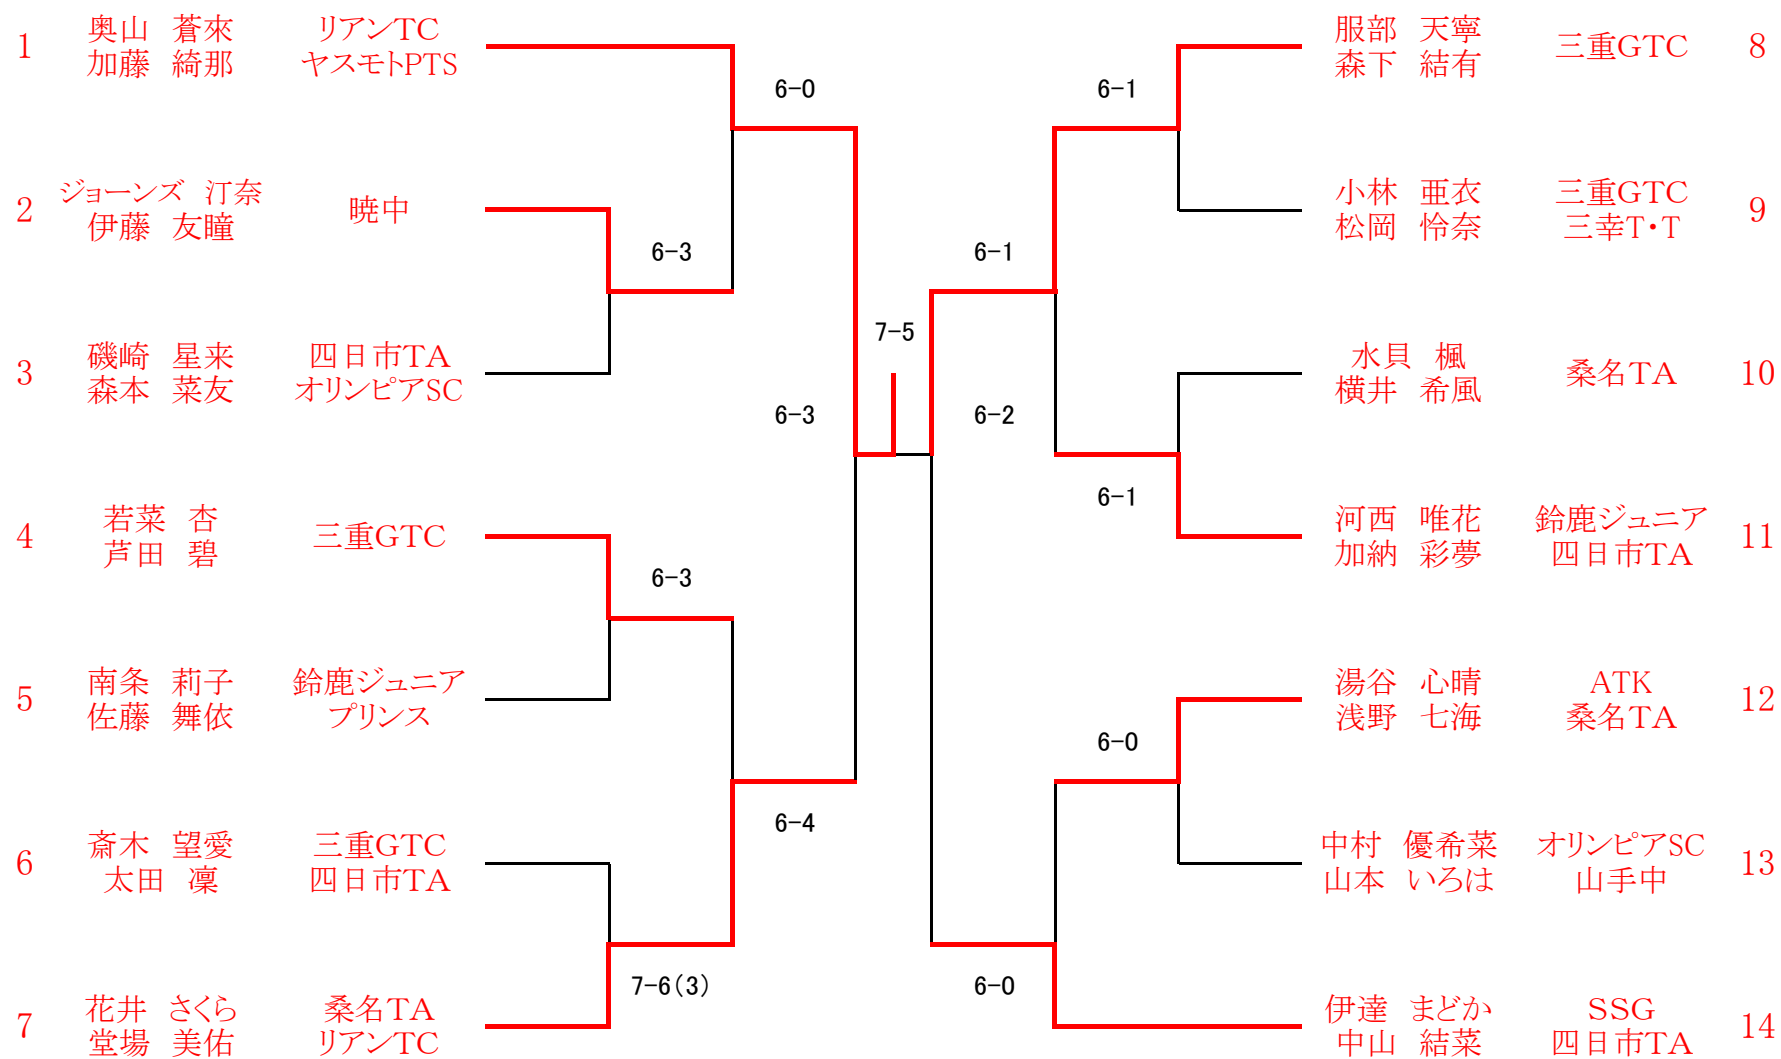 1
奥山 蒼來
加藤 綺那
リアンTC
ヤスモトPTS
6-0
2
ジョーンズ 汀奈
伊藤 友瞳
暁中
6-3
3
磯崎 星来
森本 菜友
四日市TA
オリンピアSC
6-3
4
若菜 杏
芦田 碧
三重GTC
6-3
5
南条 莉子
佐藤 舞依
鈴鹿ジュニア
プリンス
6-4
6
斎木 望愛
太田 凜
三重GTC
四日市TA
7-6(3)
7
花井 さくら
堂場 美佑
桑名TA
リアンTC
7-5
6-1
服部 天寧
森下 結有
三重GTC
8
6-1
小林 亜衣
松岡 怜奈
三重GTC
三幸T・T
9
6-2
水貝 楓
横井 希風
桑名TA
10
6-1
河西 唯花
加納 彩夢
鈴鹿ジュニア
四日市TA
11
6-0
湯谷 心晴
浅野 七海
ATK
桑名TA
12
中村 優希菜
山本 いろは
オリンピアSC
山手中
13
6-0
伊達 まどか
中山 結菜
SSG
四日市TA
14